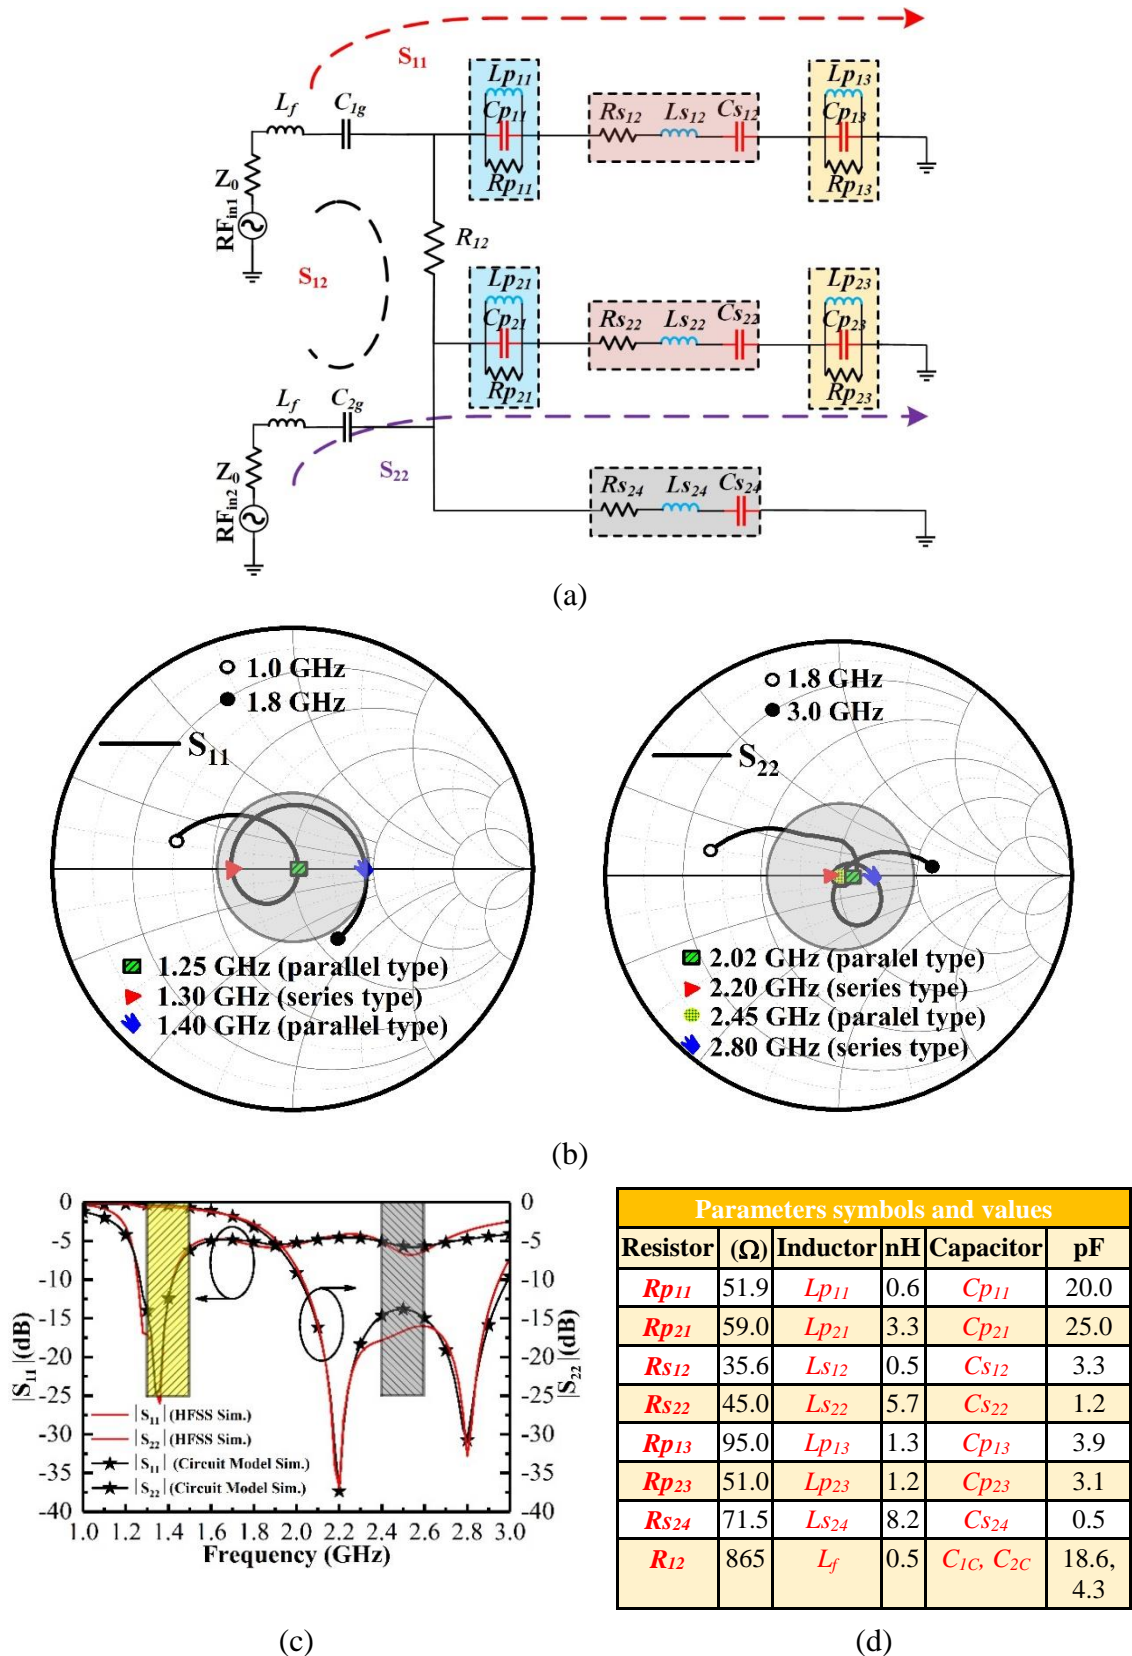 S11
Lf
C1g
Lp11
Cp11
Rp11
Rs12
Ls12
Cs12
Lp13
Cp13
Rp13
Z0
RFin1
S12
R12
Lp21
Cp21
Rp21
Rs22
Ls22
Cs22
Lp23
Cp23
Rp23
Lf
C2g
Z0
RFin2
S22
Rs24
Ls24
Cs24
(a)
1.0 GHz
1.8 GHz
S11
1.25 GHz (parallel type)
1.30 GHz (series type)
1.40 GHz (parallel type)
1.8 GHz
3.0 GHz
S22
2.02 GHz (paralel type)
2.20 GHz (series type)
2.45 GHz (paralel type)
2.80 GHz (series type)
(b)
|S11|(dB)
0
-5
-10
-15
-20
-25
-30
-35
-40
|S11| (HFSS Sim.)
|S22| (HFSS Sim.)
|S11| (Circuit Model Sim.)
|S22| (Circuit Model Sim.)
0
-5
-10
-15
-20
-25
-30
-35
-40
|S22|(dB)
1.0 1.2 1.4 1.6 1.8 2.0 2.2 2.4 2.6 2.8 3.0
Frequency (GHz)
(c)
Parameters symbols and values
Resistor (Ω) Inductor nH Capacitor pF
Rp11 51.9 Lp11 0.6 Cp11 20.0
Rp21 59.0 Lp21 3.3 Cp21 25.0
Rs12 35.6 Ls12 0.5 Cs12 3.3
Rs22 45.0 Ls22 5.7 Cs22 1.2
Rp13 95.0 Lp13 1.3 Cp13 3.9
Rp23 51.0 Lp23 1.2 Cp23 3.1
Rs24 71.5 Ls24 8.2 Cs24 0.5
R12 865 Lf 0.5 C1C, C2C 18.6,
4.3
(d)